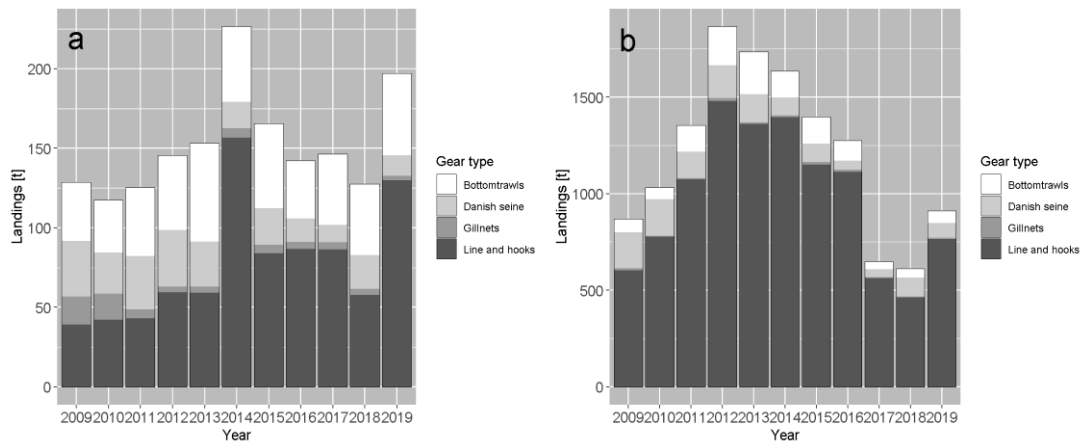 a
200
150
100
50
0
Landings [t]
2009 2010 2011 2012 2013 2014 2015 2016 2017 2018 2019
Year
Gear type
Bottomtrawls
Danish seine
Gillnets
Line and hooks
b
1500
1000
500
0
Landings [t]
2009 2010 2011 2012 2013 2014 2015 2016 2017 2018 2019
Year
Gear type
Bottomtrawls
Danish seine
Gillnets
Line and hooks